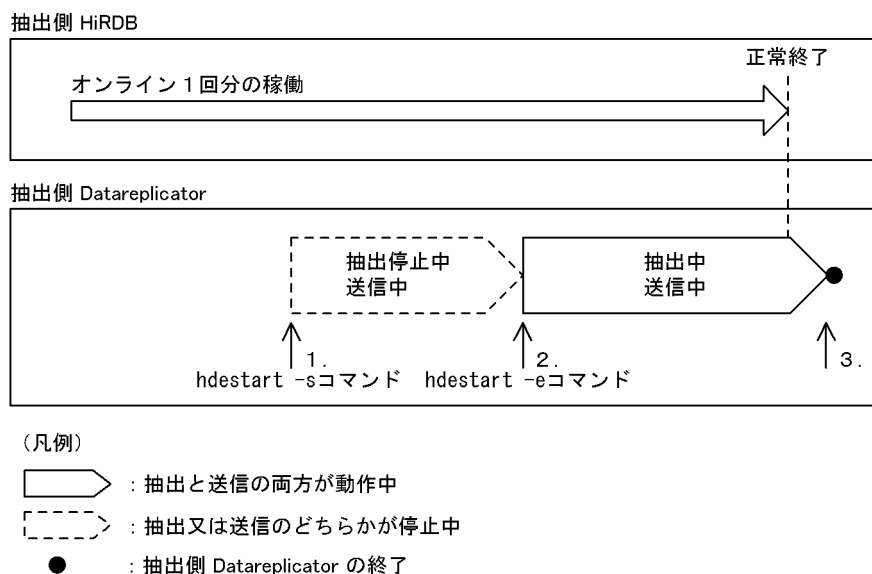 抽出側 HiRDB
正常終了
オンライン１回分の稼働
抽出側 Datareplicator
抽出停止中
送信中
抽出中
送信中
１.
２.
３.
hdestart -sコマンド
hdestart -eコマンド
（凡例）
：抽出と送信の両方が動作中
：抽出又は送信のどちらかが停止中
：抽出側 Datareplicator の終了